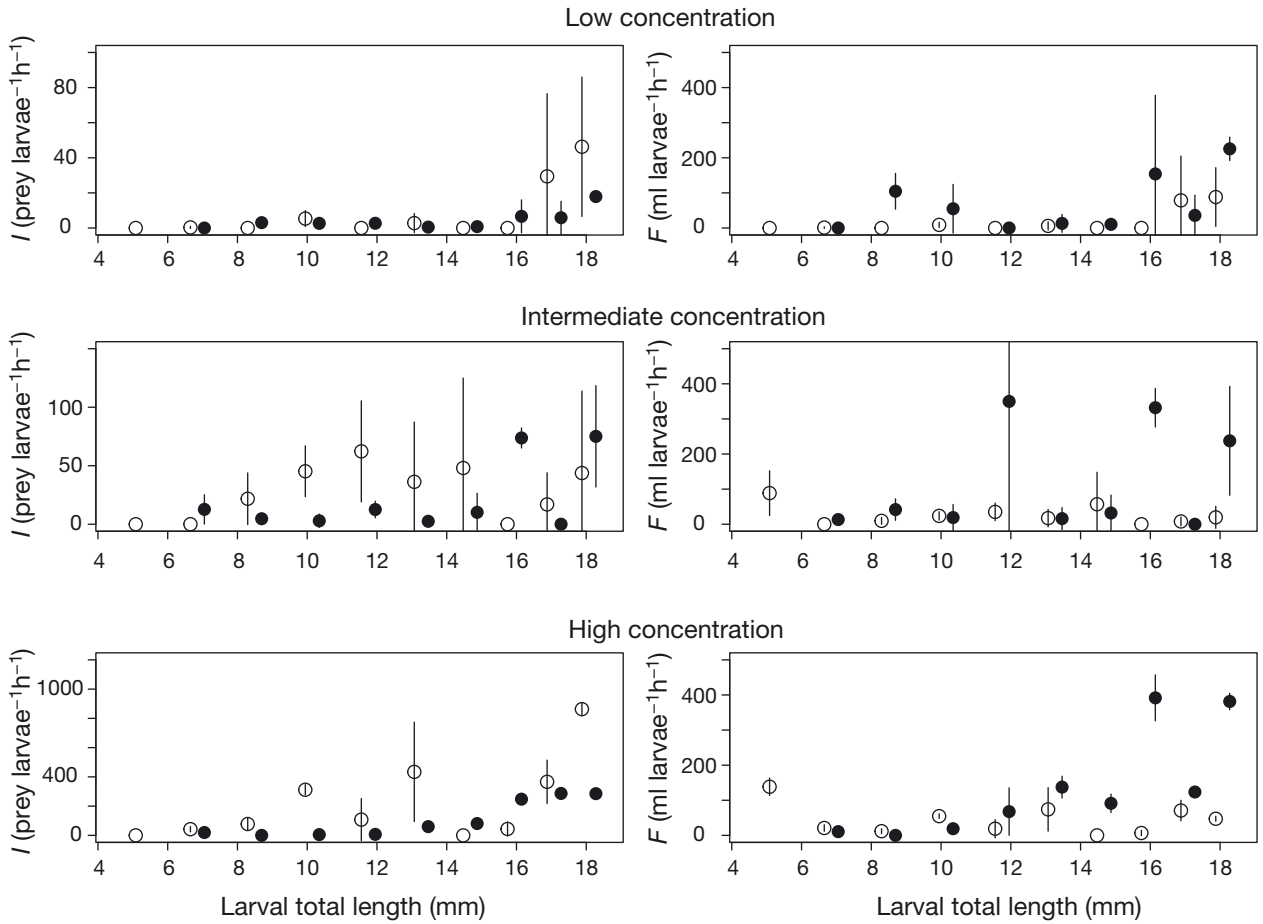 Low concentration
I (prey larvae⁻¹h⁻¹)
80
40
0
4 6 8 10 12 14 16 18
F (ml larvae⁻¹h⁻¹)
400
200
0
4 6 8 10 12 14 16 18
Intermediate concentration
I (prey larvae⁻¹h⁻¹)
100
50
0
4 6 8 10 12 14 16 18
F (ml larvae⁻¹h⁻¹)
400
200
0
4 6 8 10 12 14 16 18
High concentration
I (prey larvae⁻¹h⁻¹)
1000
400
0
4 6 8 10 12 14 16 18
Larval total length (mm)
F (ml larvae⁻¹h⁻¹)
400
200
0
4 6 8 10 12 14 16 18
Larval total length (mm)